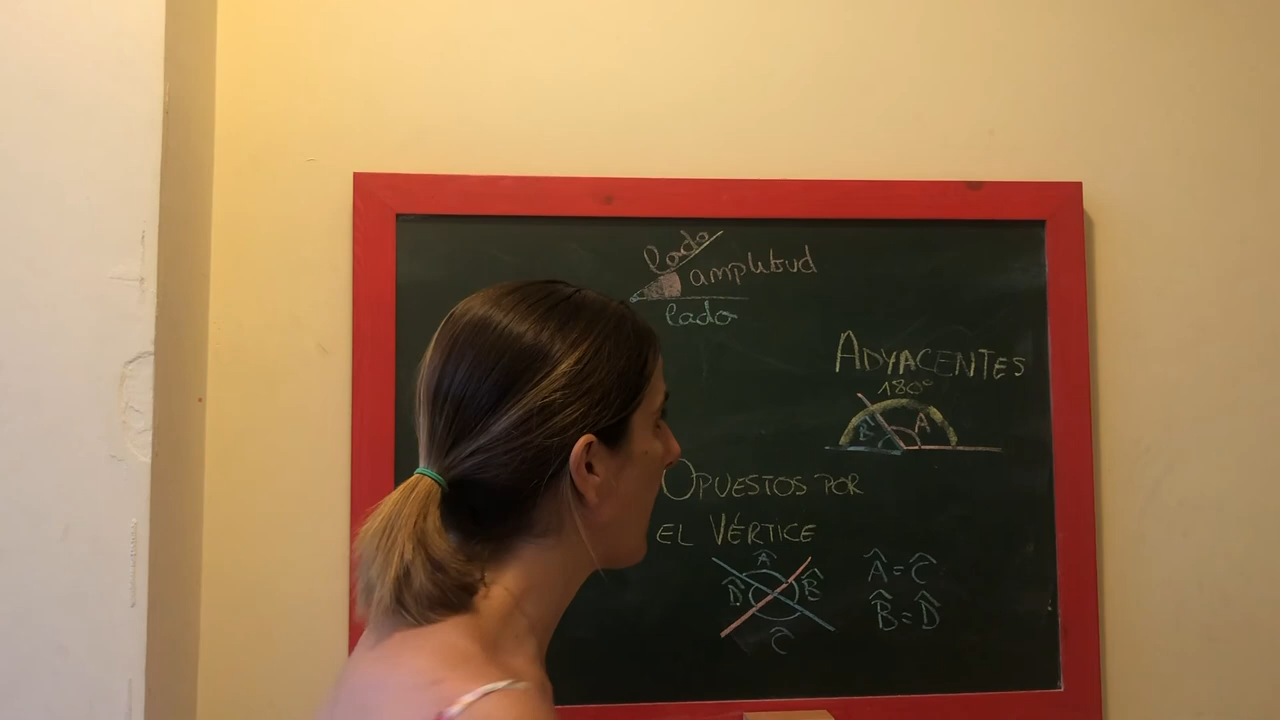 lado
amplitud
lado
ADYACENTES
180°
B̂ Â
OPUESTOS POR
EL VÉRTICE
Â
D̂ B̂
Ĉ
Â=Ĉ
B̂=D̂